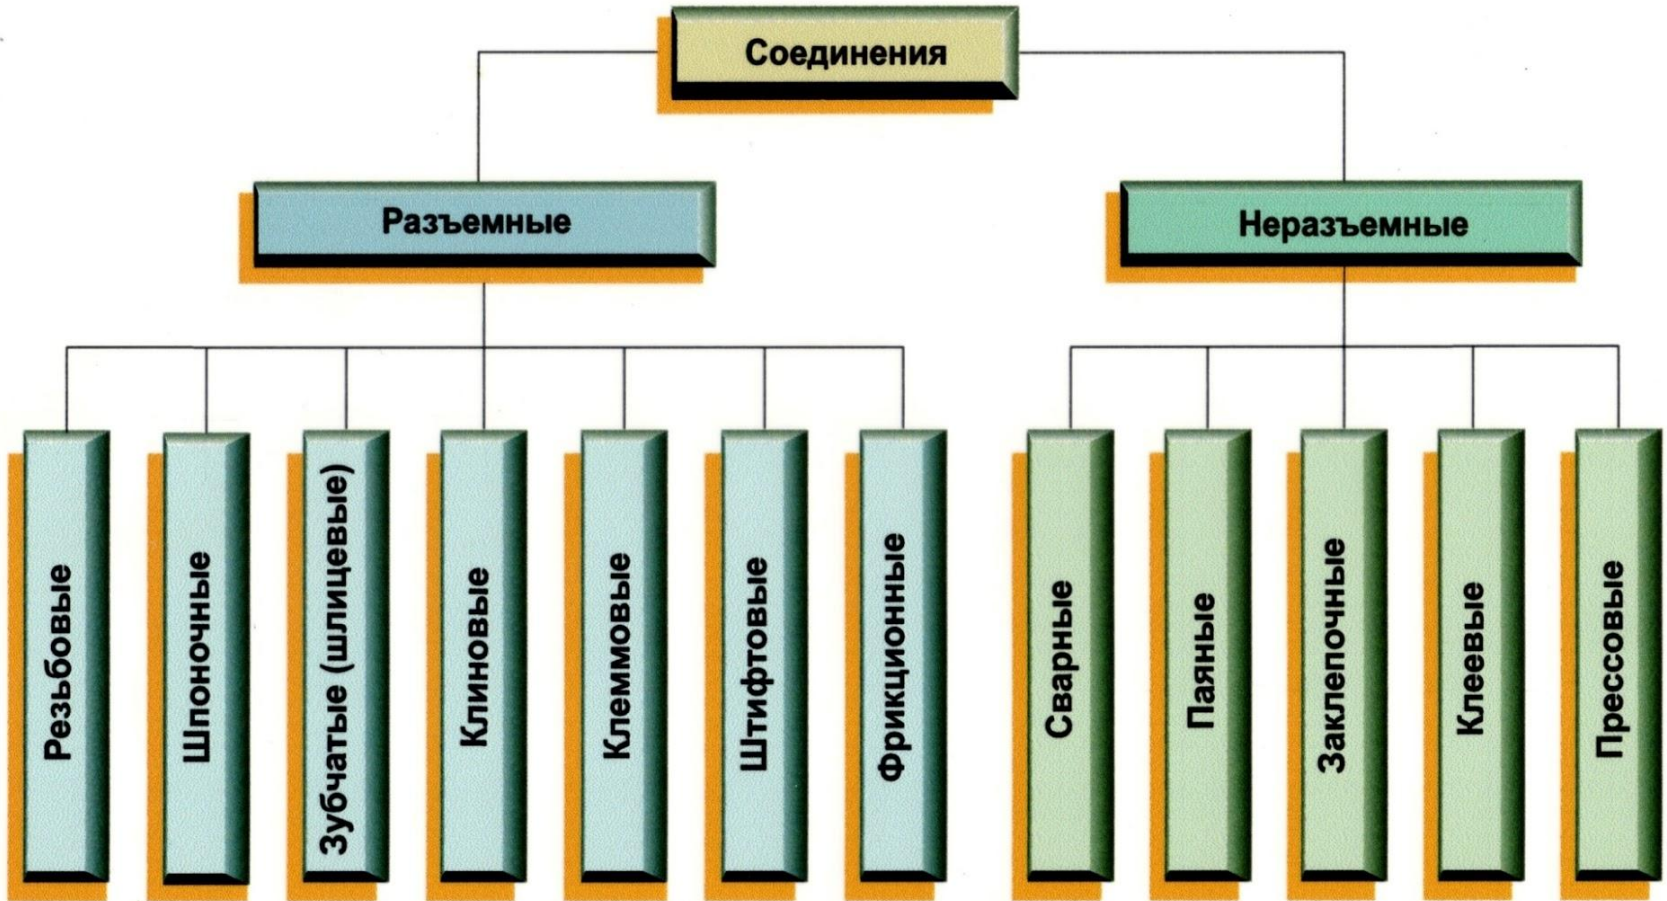 Соединения
Разъемные
Неразъемные
Резьбовые
Шпоночные
Зубчатые (шлицевые)
Клиновые
Клеммовые
Штифтовые
Фрикционные
Сварные
Паяные
Заклепочные
Клеевые
Прессовые